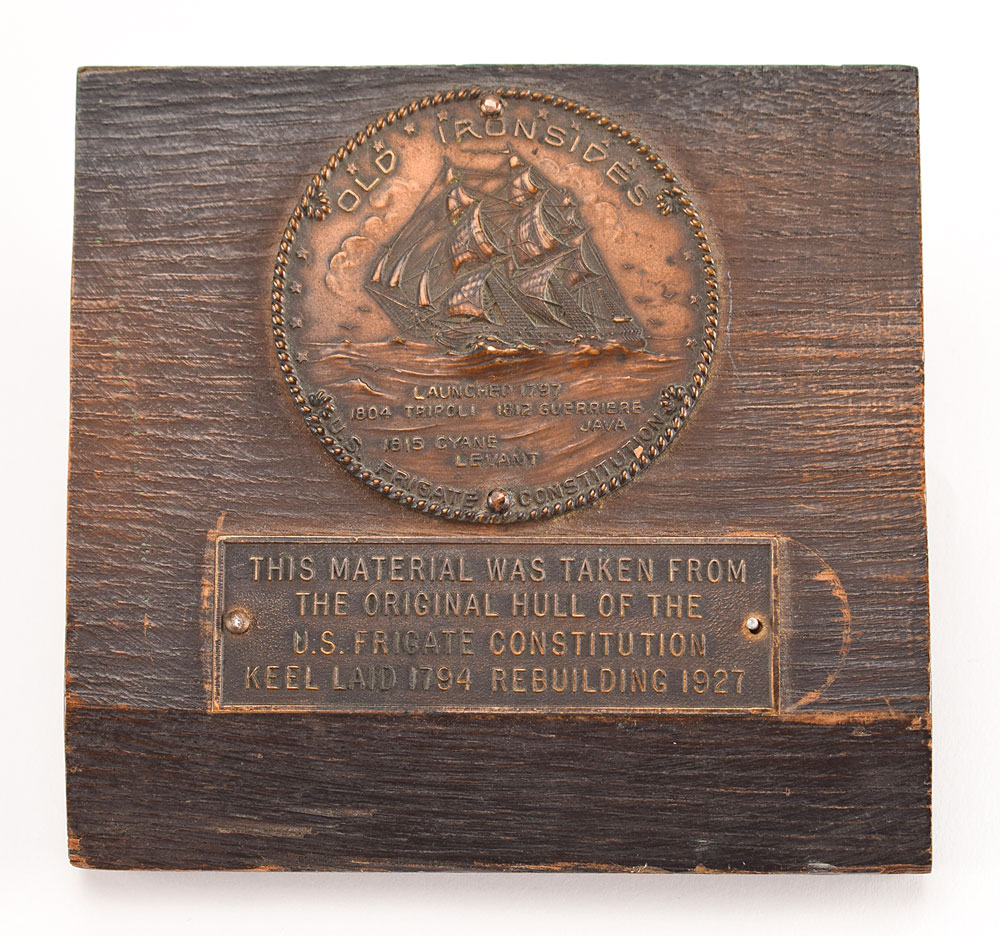 OLD IRONSIDES
LAUNCHED 1797
1804 TRIPOLI 1812 GUERRIERE
JAVA
1815 CYANE
LEVANT
U.S. FRIGATE CONSTITUTION
THIS MATERIAL WAS TAKEN FROM
THE ORIGINAL HULL OF THE
U.S. FRIGATE CONSTITUTION
KEEL LAID 1794 REBUILDING 1927